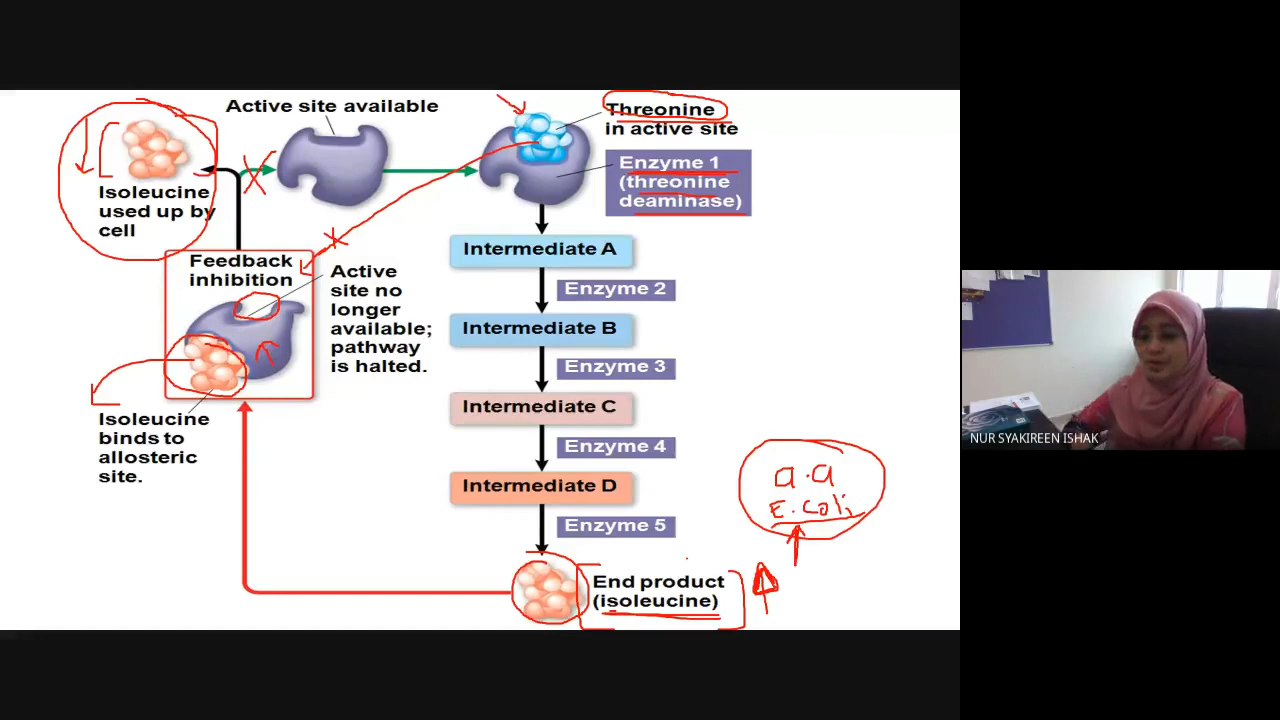 Active site available
Threonine
in active site
Enzyme 1
(threonine
deaminase)
Isoleucine
used up by
cell
Feedback
inhibition
Active
site no
longer
available;
pathway
is halted.
Isoleucine
binds to
allosteric
site.
Intermediate A
Enzyme 2
Intermediate B
Enzyme 3
Intermediate C
Enzyme 4
Intermediate D
Enzyme 5
End product
(isoleucine)
a.a
E.coli
NUR SYAKIREEN ISHAK